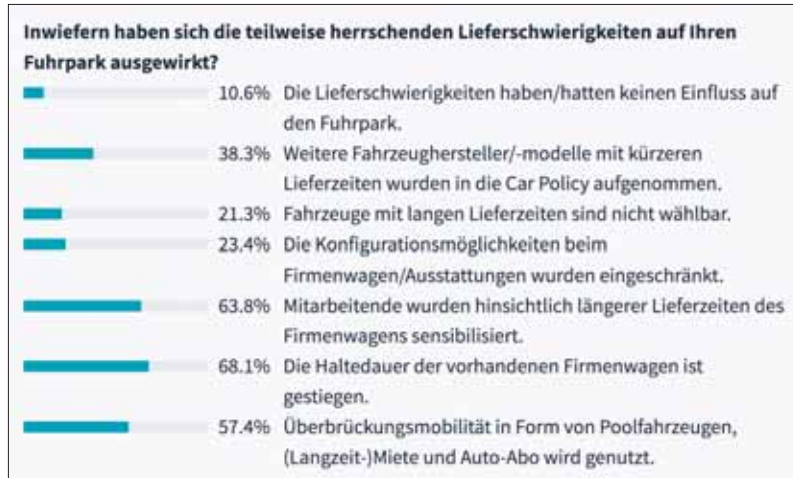 Inwiefern haben sich die teilweise herrschenden Lieferschwierigkeiten auf Ihren
Fuhrpark ausgewirkt?
10.6% Die Lieferschwierigkeiten haben/hatten keinen Einfluss auf
den Fuhrpark.
38.3% Weitere Fahrzeughersteller/-modelle mit kürzeren
Lieferzeiten wurden in die Car Policy aufgenommen.
21.3% Fahrzeuge mit langen Lieferzeiten sind nicht wählbar.
23.4% Die Konfigurationsmöglichkeiten beim
Firmenwagen/Ausstattungen wurden eingeschränkt.
63.8% Mitarbeitende wurden hinsichtlich längerer Lieferzeiten des
Firmenwagens sensibilisiert.
68.1% Die Haltedauer der vorhandenen Firmenwagen ist
gestiegen.
57.4% Überbrückungsmobilität in Form von Poolfahrzeugen,
(Langzeit-)Miete und Auto-Abo wird genutzt.